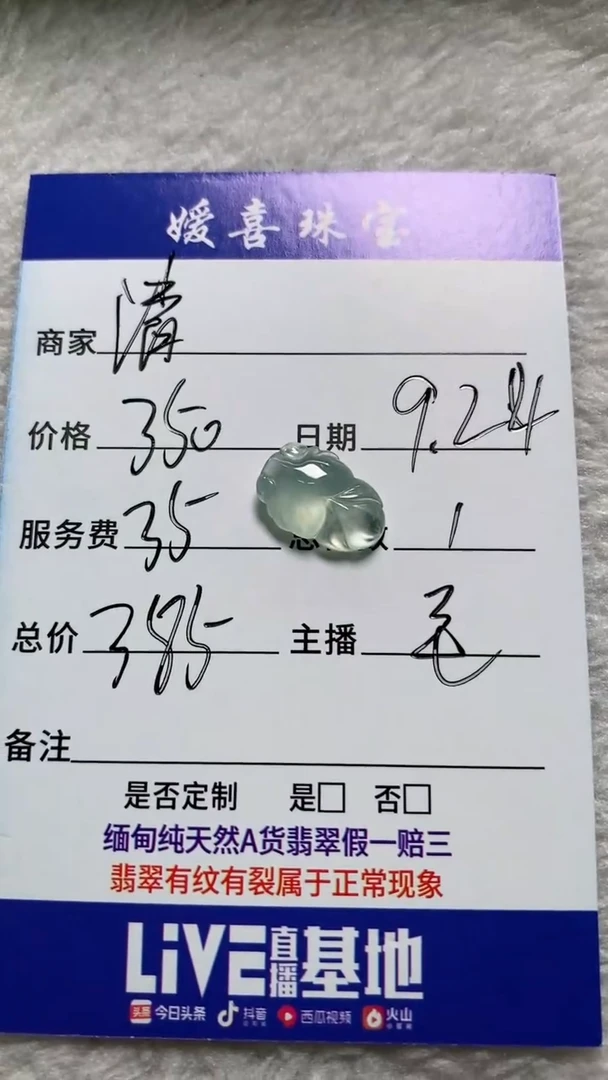 媛喜珠宝
商家 清
价格 350 日期 9.24
服务费 35 1
总价 385 主播 毛
备注
是否定制 是□ 否□
缅甸纯天然A货翡翠假一赔三
翡翠有纹有裂属于正常现象
LiVE直播基地
头条 今日头条 抖音 西瓜视频 火山